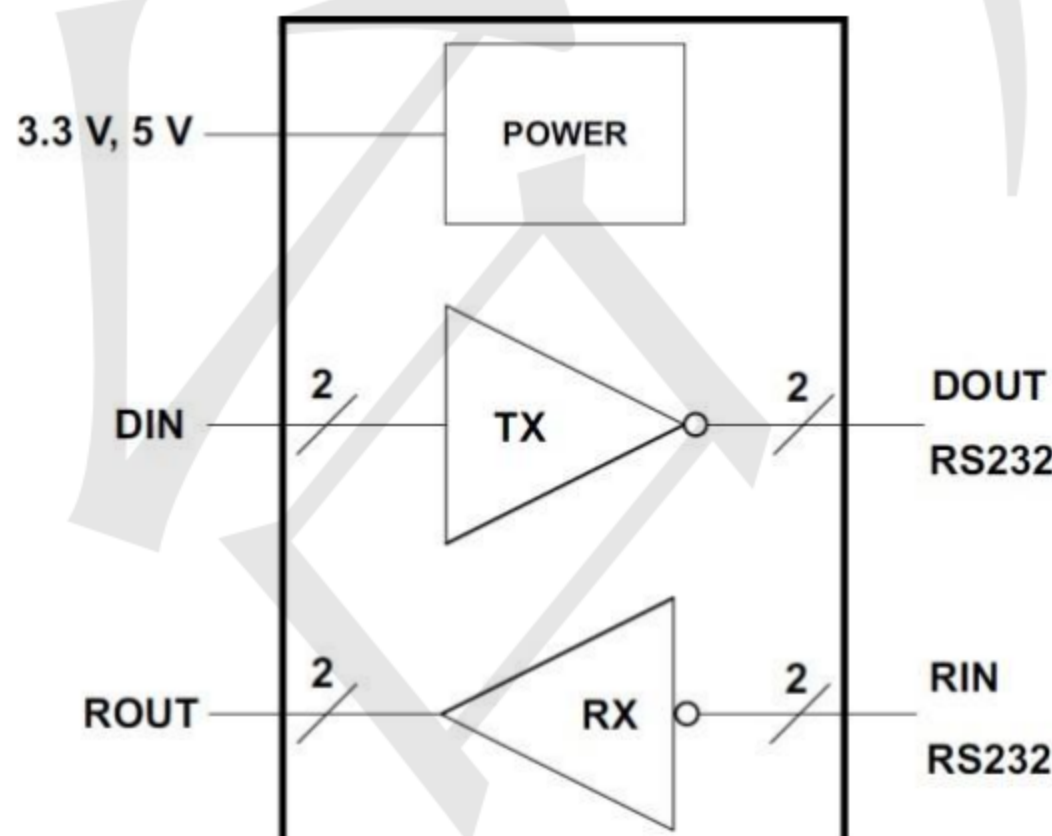 3.3 V, 5 V
POWER
2
2
DOUT
DIN
TX
RS232
2
2
RIN
ROUT
RX
RS232